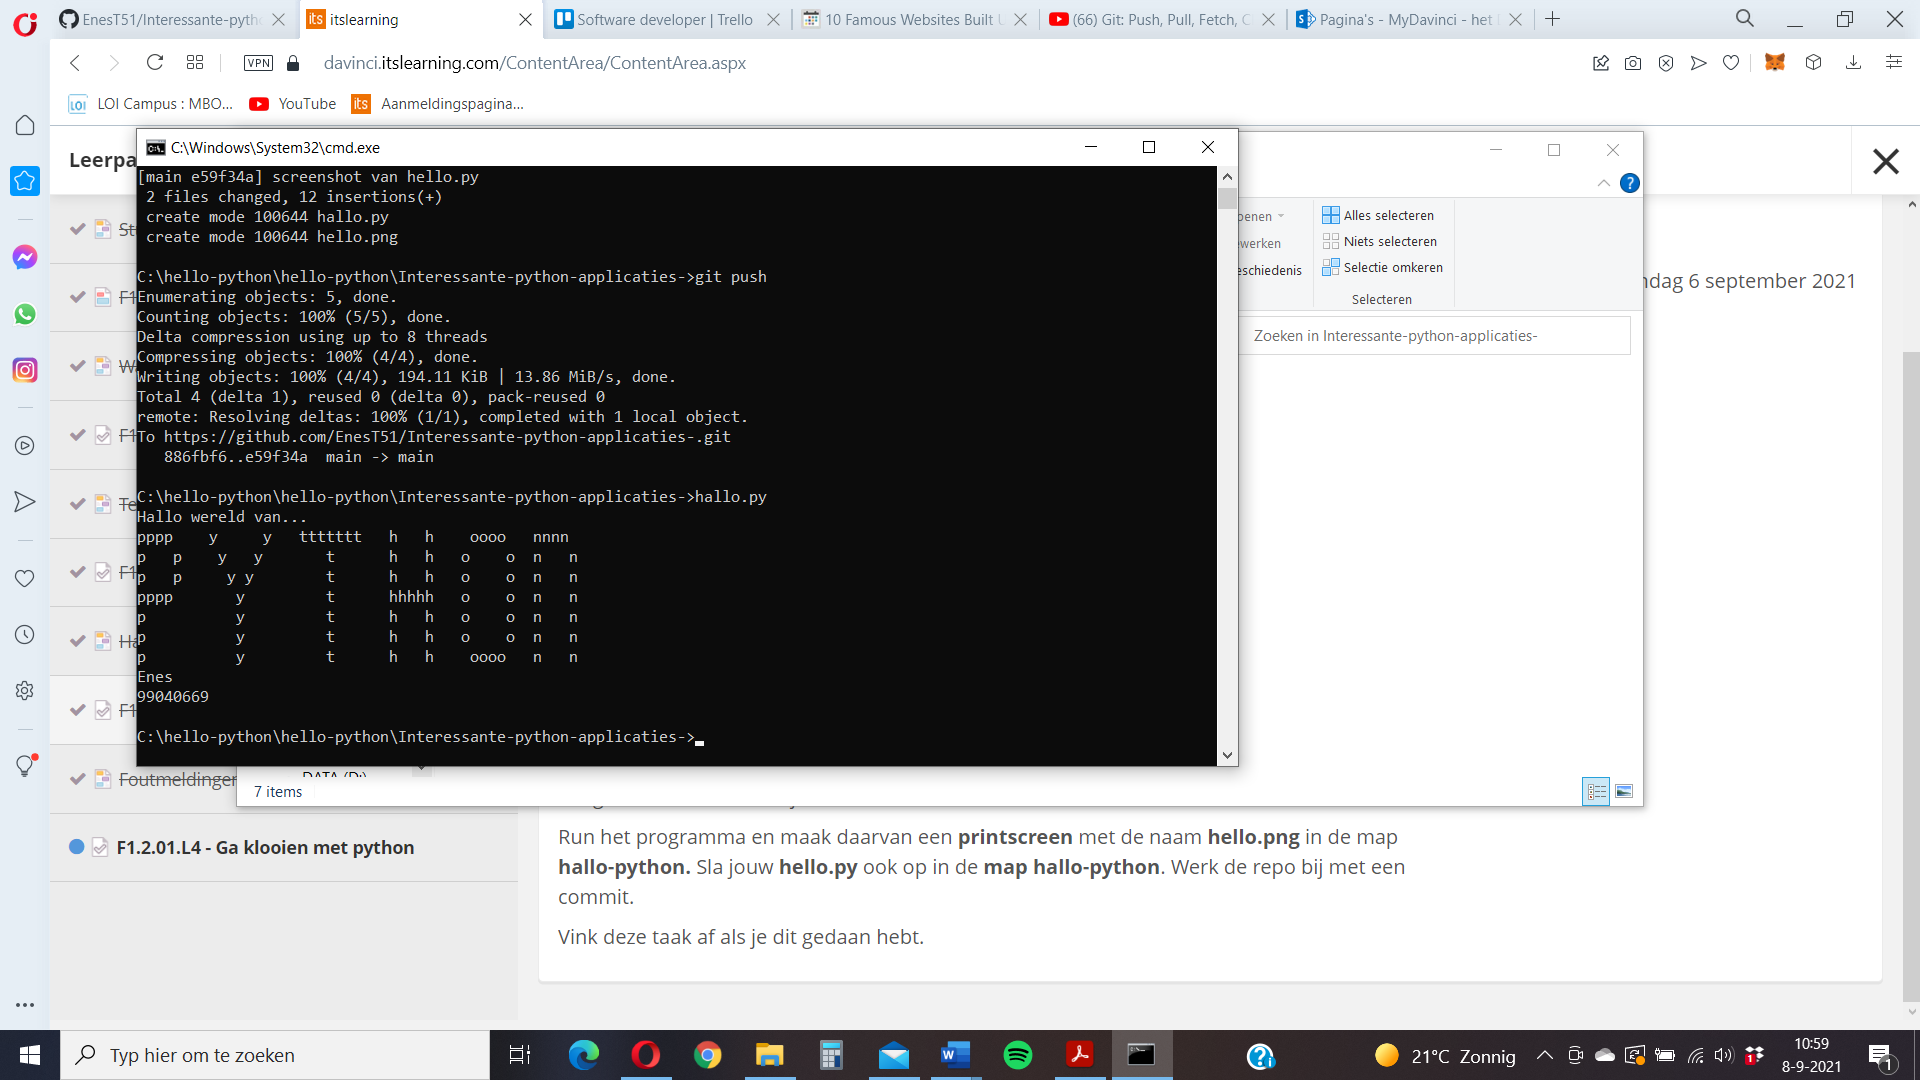 EnesT51/Interessante-pytho
itslearning
Software developer | Trello
10 Famous Websites Built U
(66) Git: Push, Pull, Fetch, C
Pagina's - MyDavinci - het
VPN
davinci.itslearning.com/ContentArea/ContentArea.aspx
LOI Campus : MBO...
YouTube
Aanmeldingspagina...
Leerpa
C:\Windows\System32\cmd.exe
[main e59f34a] screenshot van hello.py
 2 files changed, 12 insertions(+)
 create mode 100644 hallo.py
 create mode 100644 hello.png
C:\hello-python\hello-python\Interessante-python-applicaties->git push
Enumerating objects: 5, done.
Counting objects: 100% (5/5), done.
Delta compression using up to 8 threads
Compressing objects: 100% (4/4), done.
Writing objects: 100% (4/4), 194.11 KiB | 13.86 MiB/s, done.
Total 4 (delta 1), reused 0 (delta 0), pack-reused 0
remote: Resolving deltas: 100% (1/1), completed with 1 local object.
To https://github.com/EnesT51/Interessante-python-applicaties-.git
   886fbf6..e59f34a  main -> main
C:\hello-python\hello-python\Interessante-python-applicaties->hallo.py
Hallo wereld van...
pppp    y     y   ttttttt   h   h    oooo   nnnn
p   p    y   y       t      h   h   o    o  n   n
p   p     y y        t      h   h   o    o  n   n
pppp       y         t      hhhhh   o    o  n   n
p          y         t      h   h   o    o  n   n
p          y         t      h   h   o    o  n   n
p          y         t      h   h    oooo   n   n
Enes
99040669
C:\hello-python\hello-python\Interessante-python-applicaties->
St
F1
W
F1
Te
F1
Ha
F1
Foutmeldingen
F1.2.01.L4 - Ga klooien met python
openen
ewerken
eschiedenis
Alles selecteren
Niets selecteren
Selectie omkeren
Selecteren
ndag 6 september 2021
Zoeken in Interessante-python-applicaties-
DATA (D:)
7 items
Run het programma en maak daarvan een printscreen met de naam hello.png in de map
hallo-python. Sla jouw hello.py ook op in de map hallo-python. Werk de repo bij met een
commit.
Vink deze taak af als je dit gedaan hebt.
Typ hier om te zoeken
21°C Zonnig
10:59
8-9-2021
1